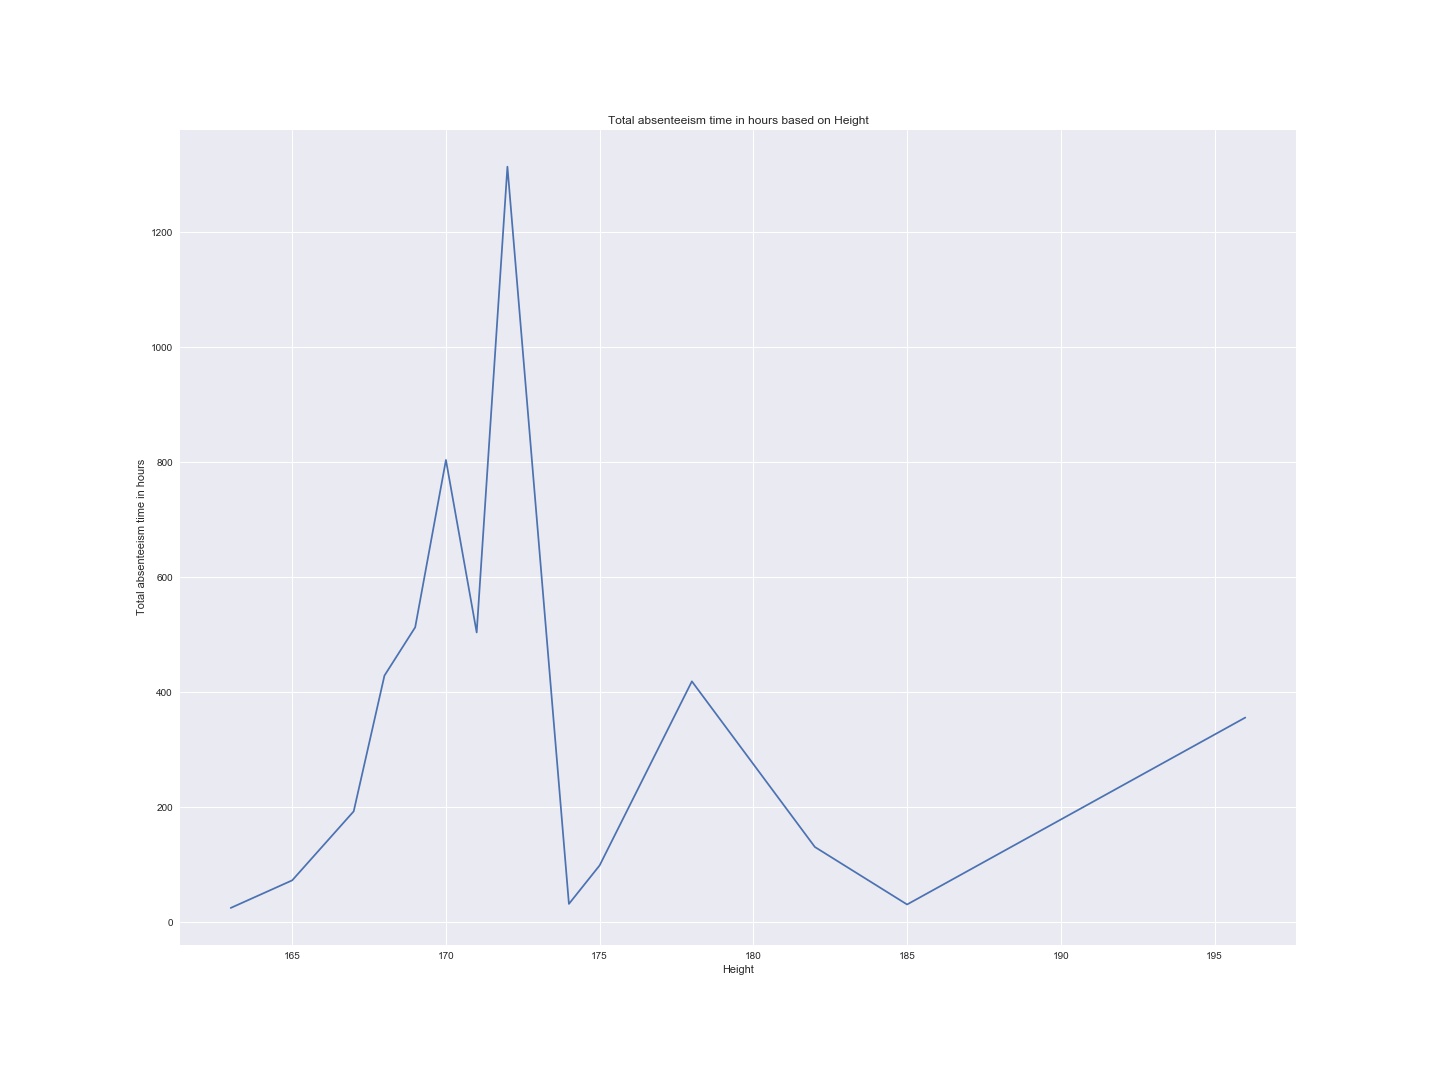 Total absenteeism time in hours based on Height
1200
1000
800
600
400
200
0
Total absenteeism time in hours
165 170 175 180 185 190 195
Height